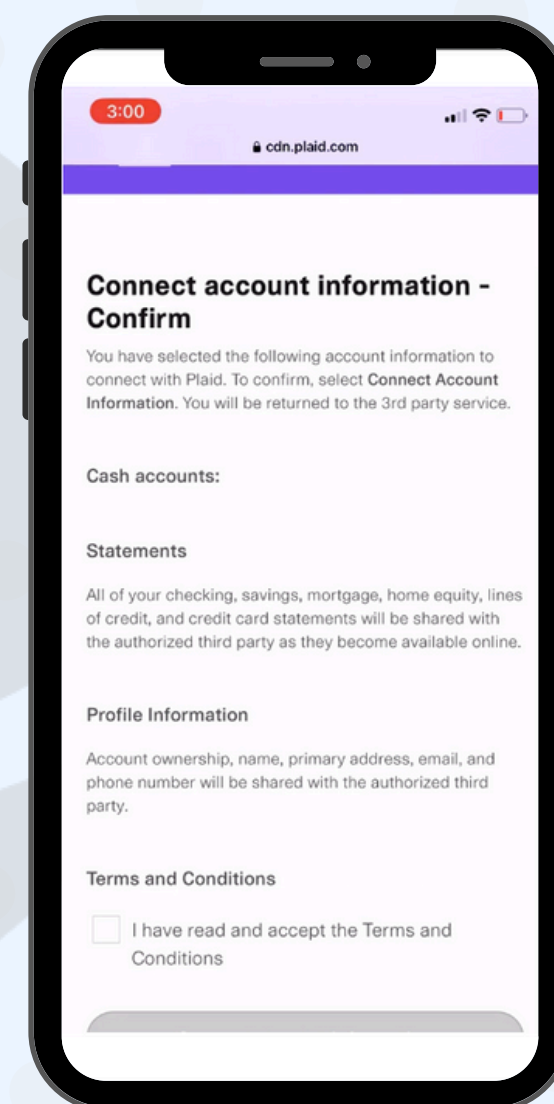 3:00
cdn.plaid.com
Connect account information -
Confirm
You have selected the following account information to
connect with Plaid. To confirm, select Connect Account
Information. You will be returned to the 3rd party service.
Cash accounts:
Statements
All of your checking, savings, mortgage, home equity, lines
of credit, and credit card statements will be shared with
the authorized third party as they become available online.
Profile Information
Account ownership, name, primary address, email, and
phone number will be shared with the authorized third
party.
Terms and Conditions
I have read and accept the Terms and
Conditions